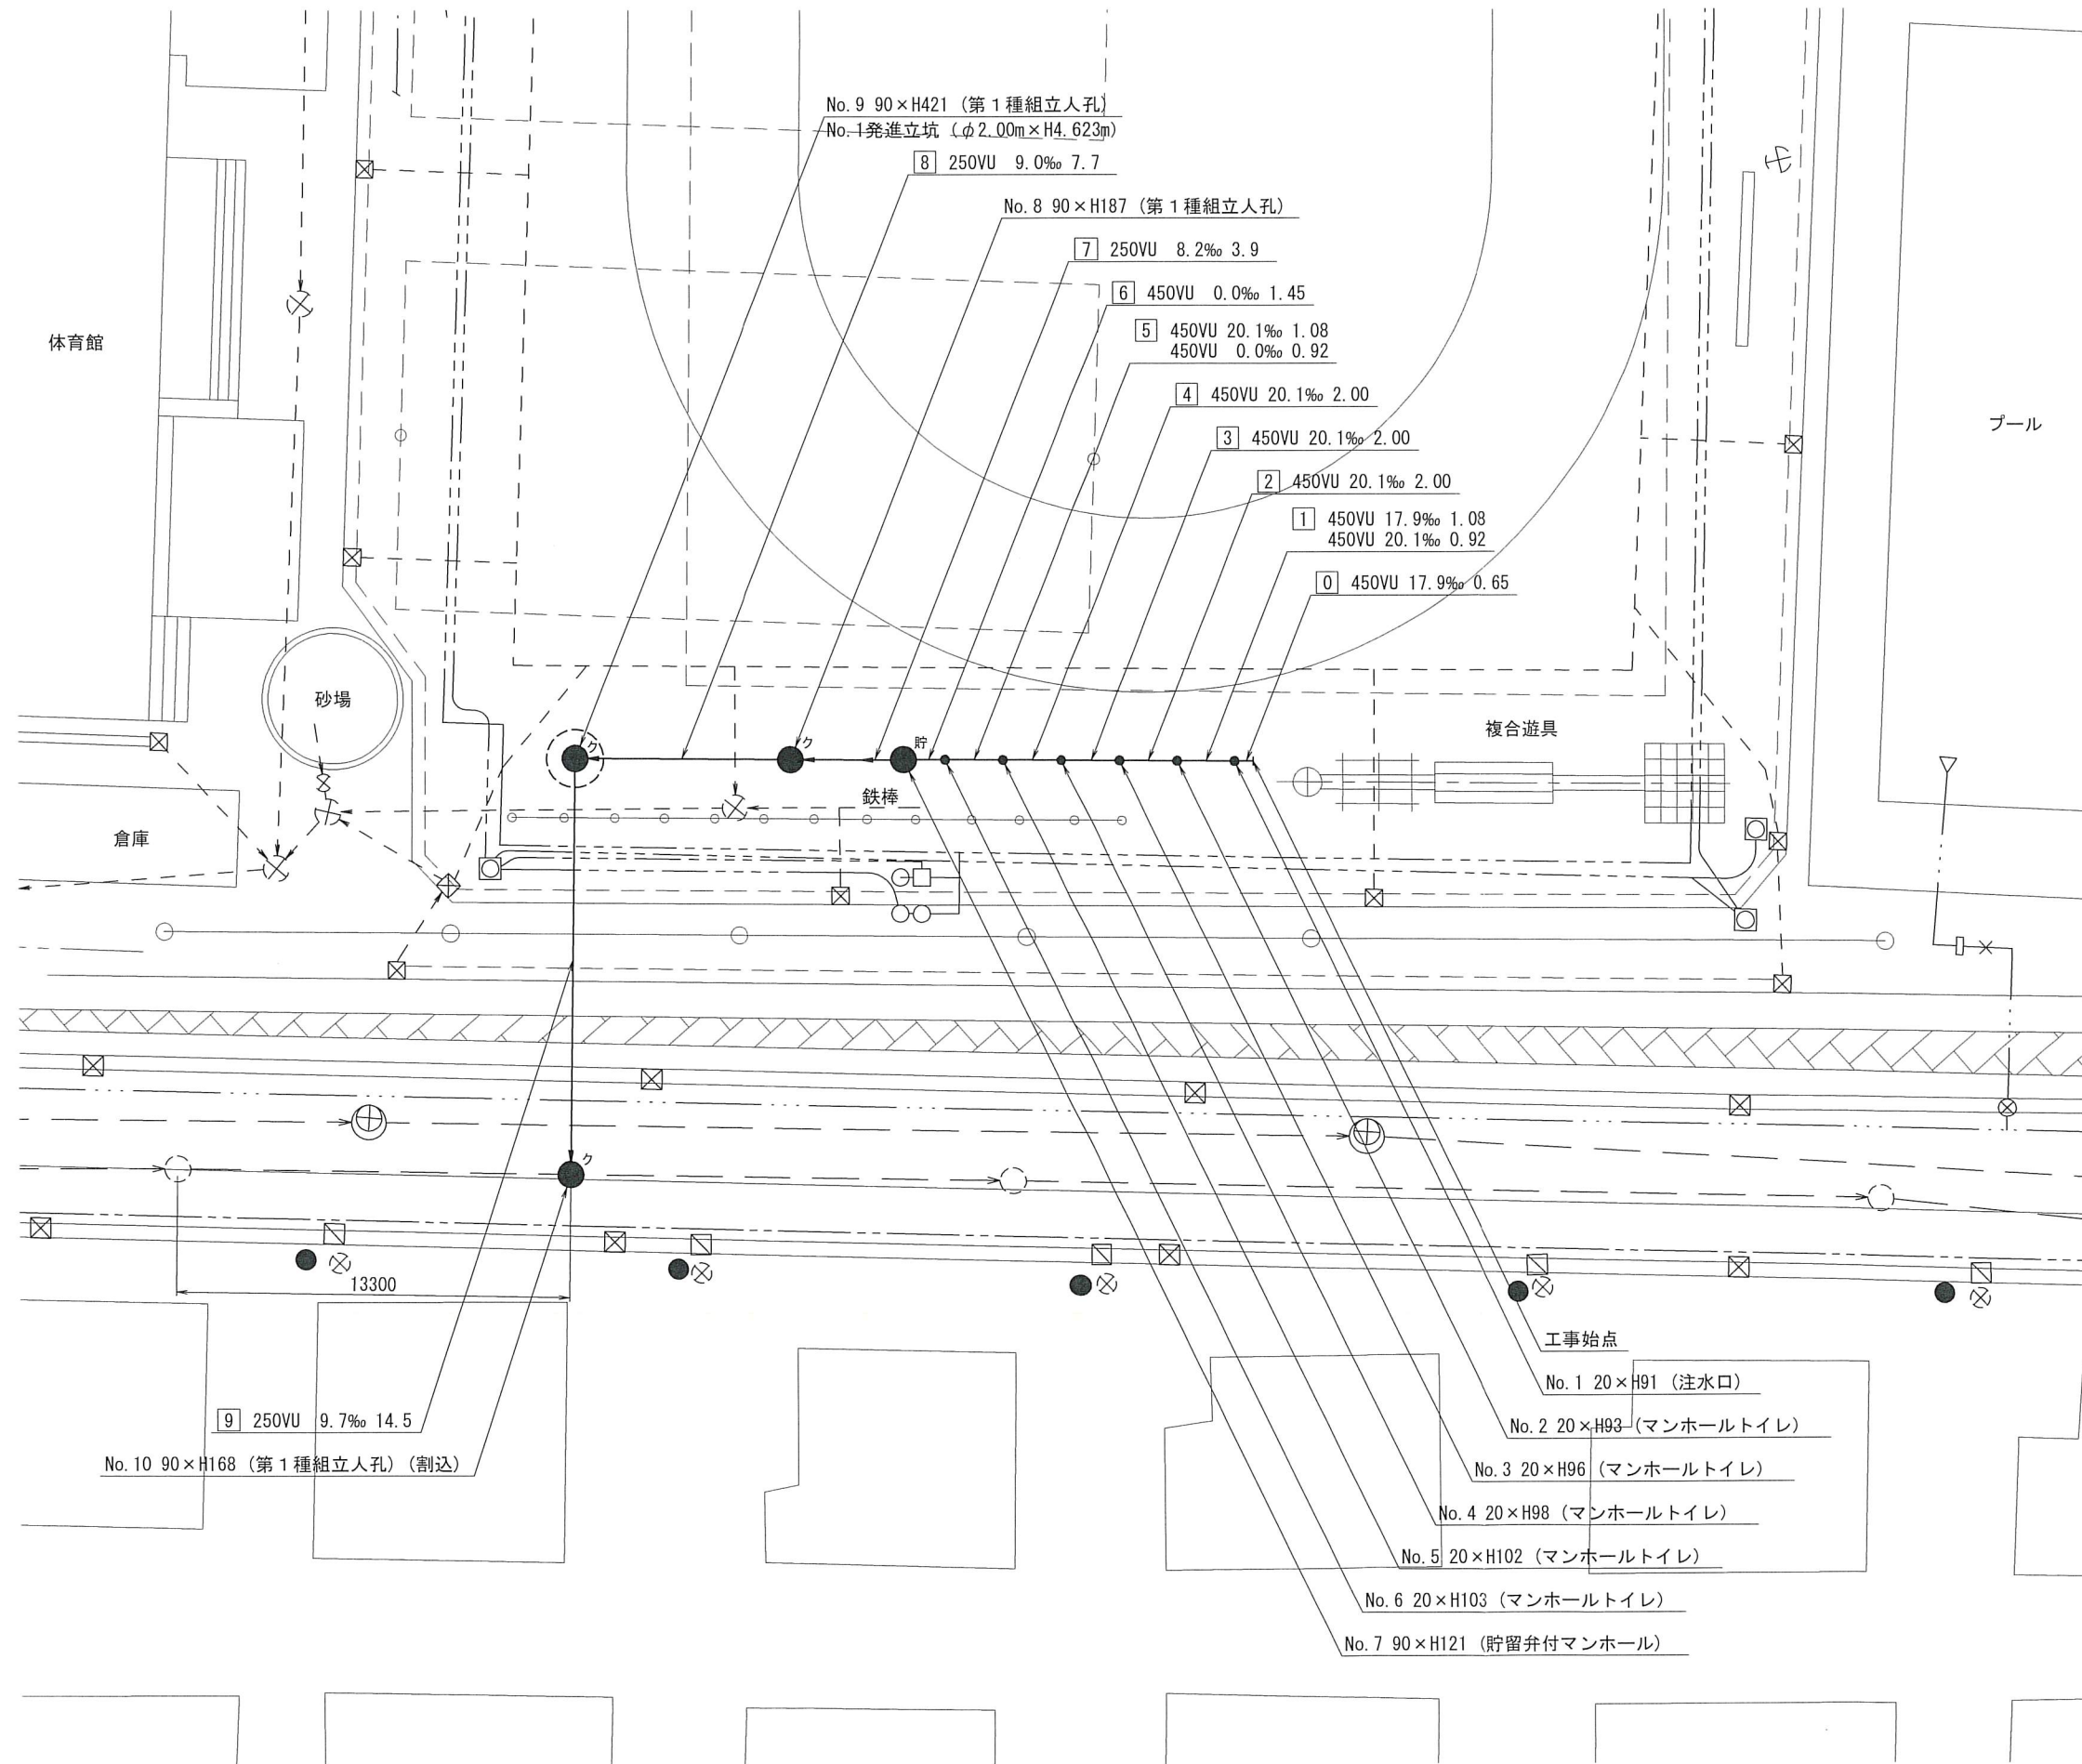 No.9 90×H421（第１種組立人孔）
No.1発進立坑（φ2.00m×H4.623m）
8 250VU 9.0‰ 7.7
No.8 90×H187（第１種組立人孔）
7 250VU 8.2‰ 3.9
6 450VU 0.0‰ 1.45
5 450VU 20.1‰ 1.08
450VU 0.0‰ 0.92
体育館
4 450VU 20.1‰ 2.00
プール
3 450VU 20.1‰ 2.00
2 450VU 20.1‰ 2.00
1 450VU 17.9‰ 1.08
450VU 20.1‰ 0.92
0 450VU 17.9‰ 0.65
砂場
複合遊具
ク
ク
貯
鉄棒
倉庫
ク
13300
工事始点
No.1 20×H91（注水口）
9 250VU 9.7‰ 14.5
No.2 20×H93（マンホールトイレ）
No.10 90×H168（第１種組立人孔）（割込）
No.3 20×H96（マンホールトイレ）
No.4 20×H98（マンホールトイレ）
No.5 20×H102（マンホールトイレ）
No.6 20×H103（マンホールトイレ）
No.7 90×H121（貯留弁付マンホール）